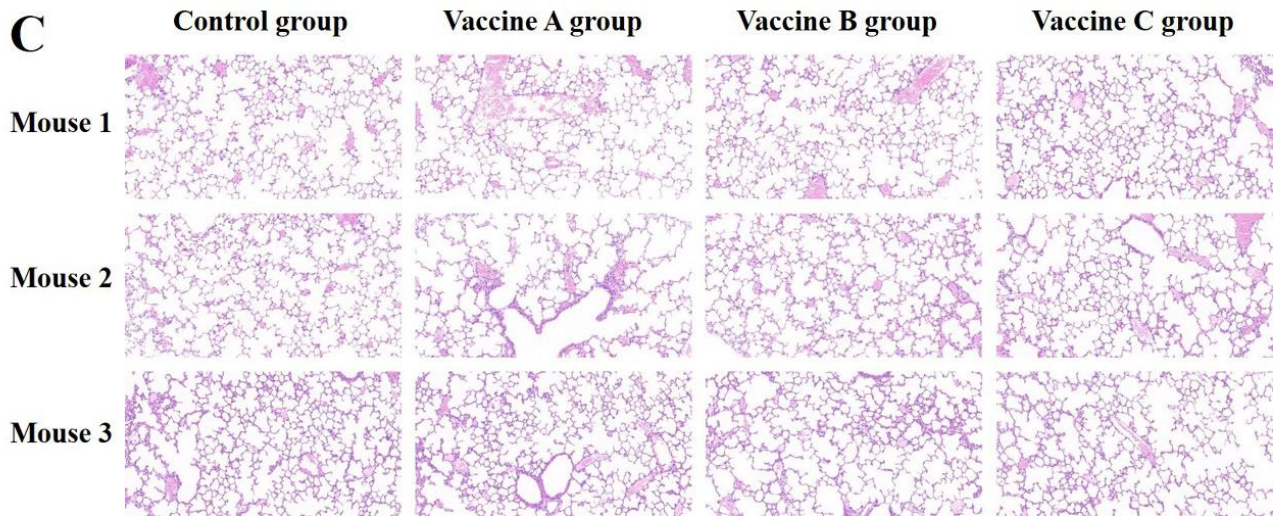 C
Control group Vaccine A group Vaccine B group Vaccine C group
Mouse 1
Mouse 2
Mouse 3